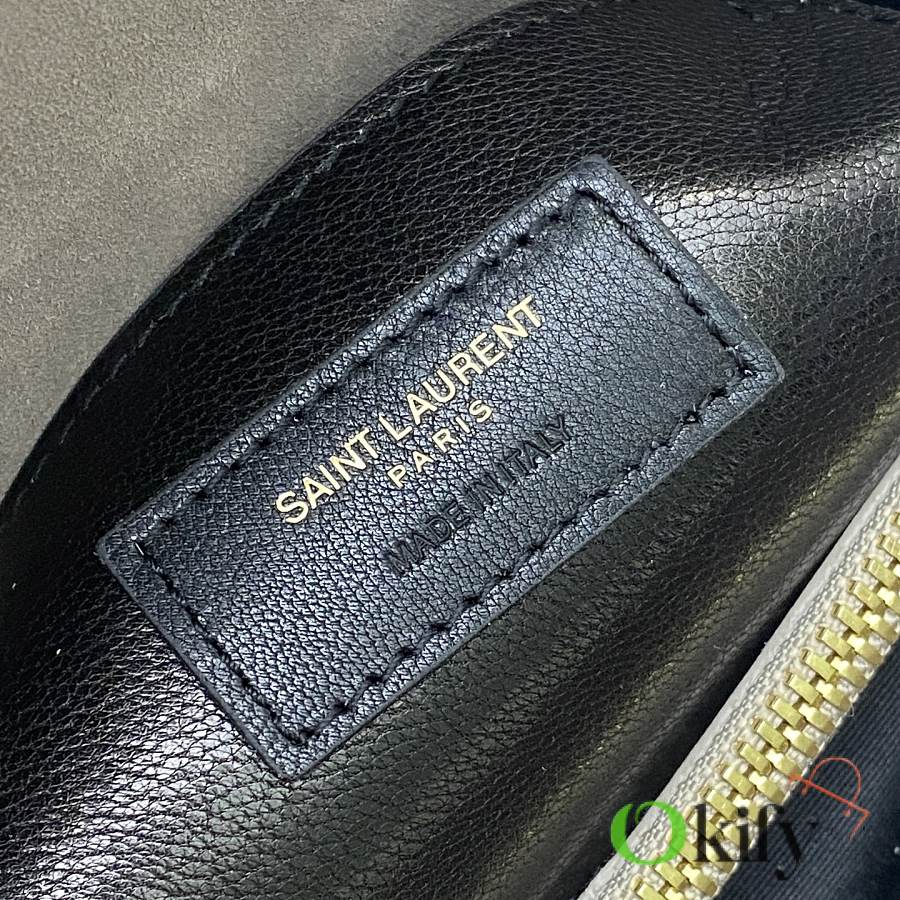 SAINT LAURENT
PARIS
MADE IN ITALY
Okify